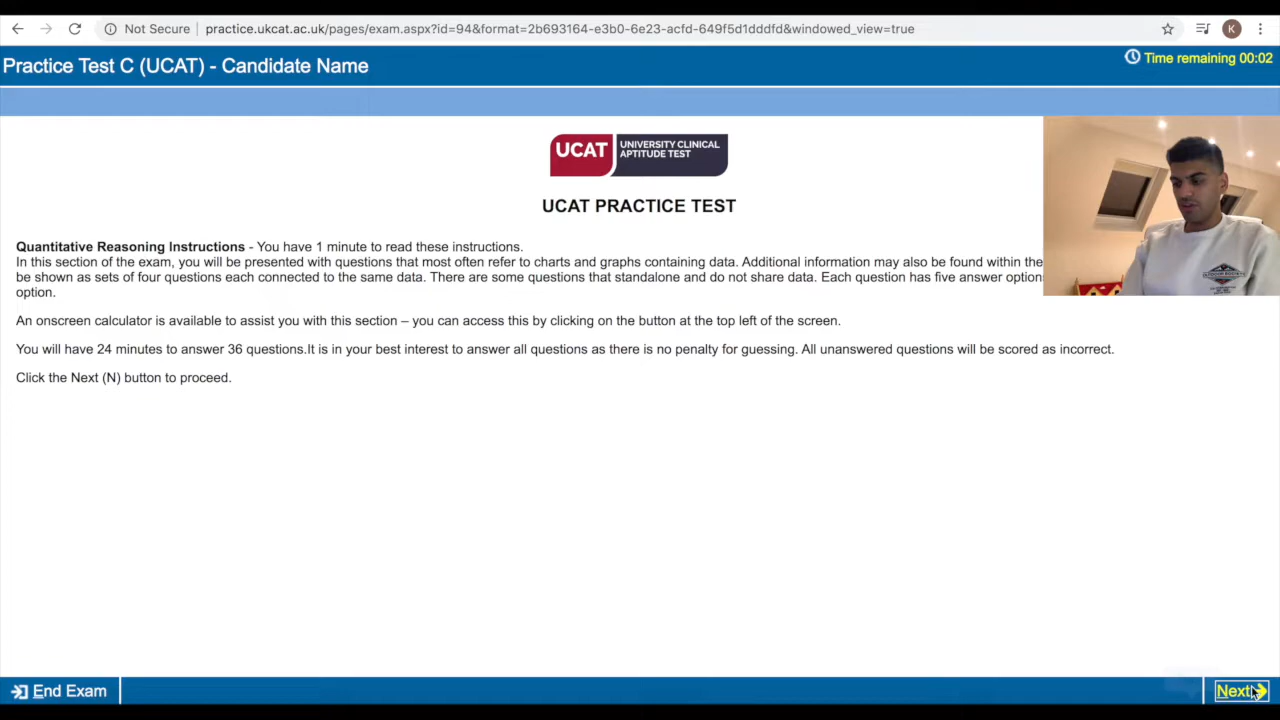 Not Secure practice.ukcat.ac.uk/pages/exam.aspx?id=94&format=2b693164-e3b0-6e23-acfd-649f5d1dddfd&windowed_view=true K
Practice Test C (UCAT) - Candidate Name
Time remaining 00:02
UCAT UNIVERSITY CLINICAL
APTITUDE TEST
UCAT PRACTICE TEST
Quantitative Reasoning Instructions - You have 1 minute to read these instructions.
In this section of the exam, you will be presented with questions that most often refer to charts and graphs containing data. Additional information may also be found within the
be shown as sets of four questions each connected to the same data. There are some questions that standalone and do not share data. Each question has five answer option
option.
An onscreen calculator is available to assist you with this section – you can access this by clicking on the button at the top left of the screen.
You will have 24 minutes to answer 36 questions.It is in your best interest to answer all questions as there is no penalty for guessing. All unanswered questions will be scored as incorrect.
Click the Next (N) button to proceed.
End Exam
Next